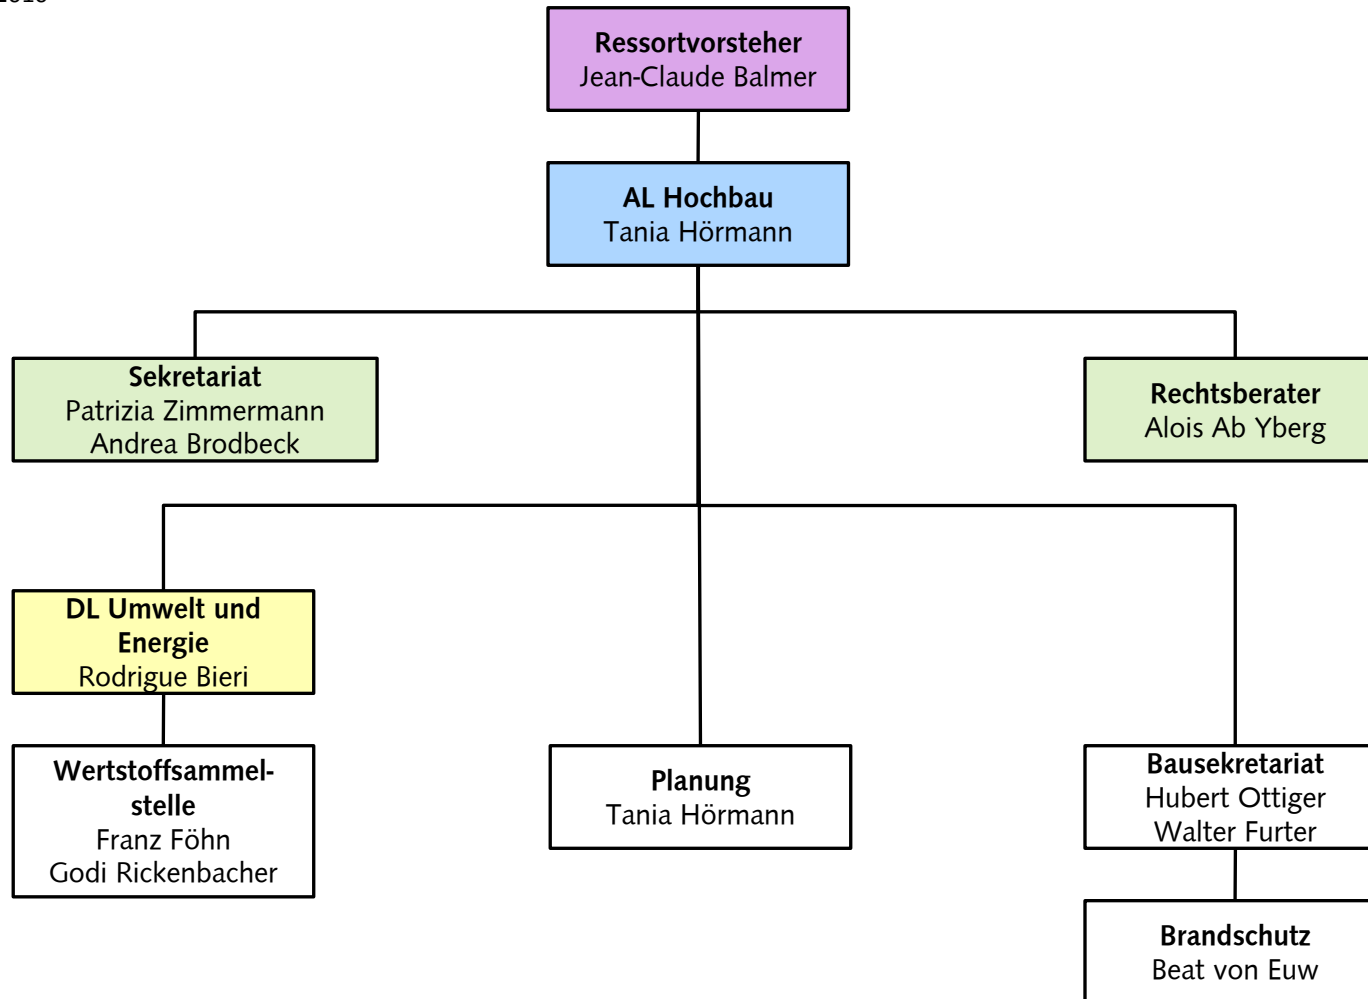 Ressortvorsteher
Jean-Claude Balmer
AL Hochbau
Tania Hörmann
Sekretariat
Patrizia Zimmermann
Andrea Brodbeck
Rechtsberater
Alois Ab Yberg
DL Umwelt und
Energie
Rodrigue Bieri
Wertstoffsammel-
stelle
Franz Föhn
Godi Rickenbacher
Planung
Tania Hörmann
Bausekretariat
Hubert Ottiger
Walter Furter
Brandschutz
Beat von Euw